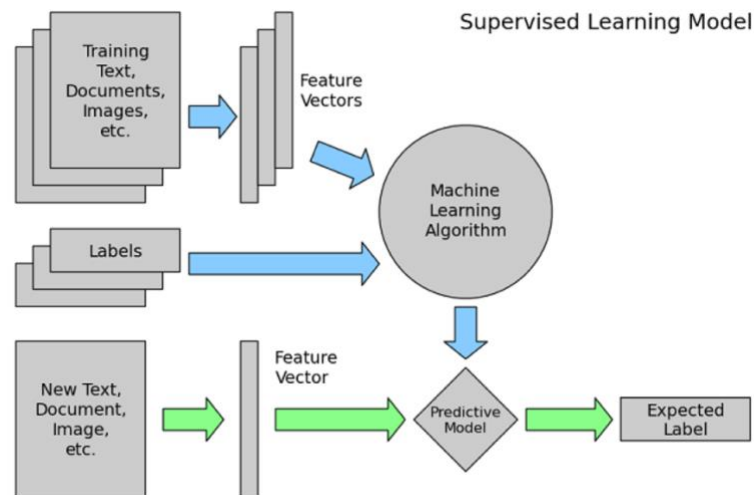 Supervised Learning Model
Training
Text,
Documents,
Images,
etc.
Feature
Vectors
Machine
Learning
Algorithm
Labels
New Text,
Document,
Image,
etc.
Feature
Vector
Predictive
Model
Expected
Label